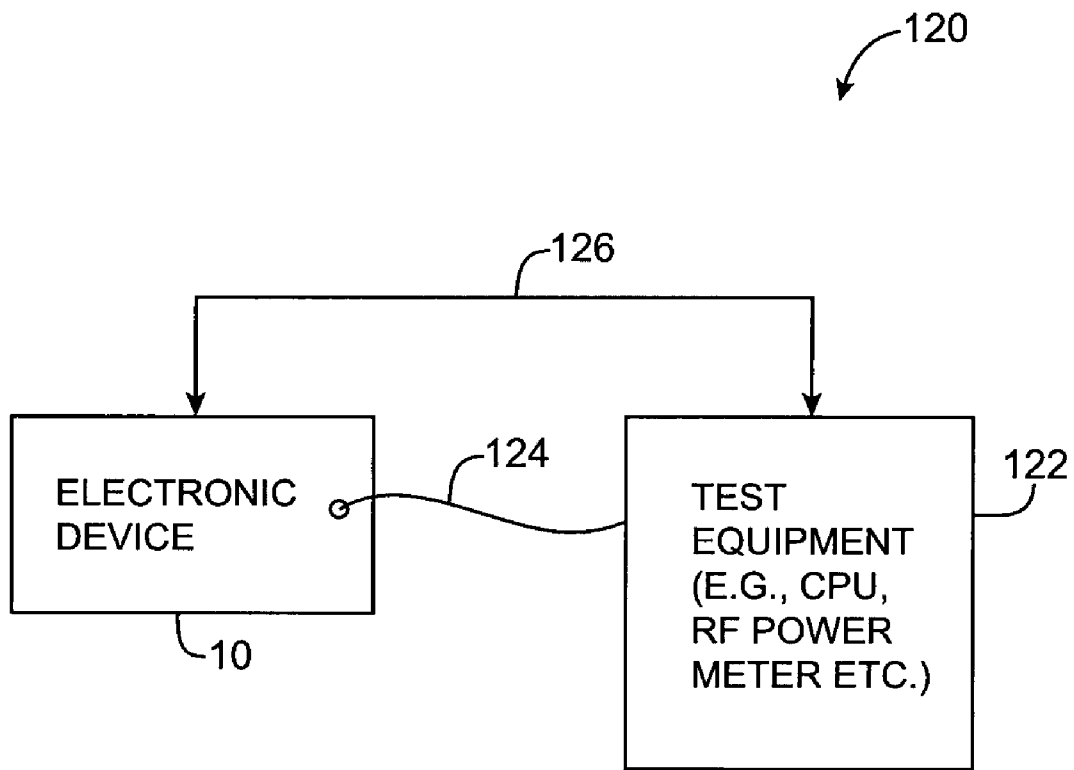 120
126
124
ELECTRONIC
DEVICE
10
122
TEST
EQUIPMENT
(E.G., CPU,
RF POWER
METER ETC.)